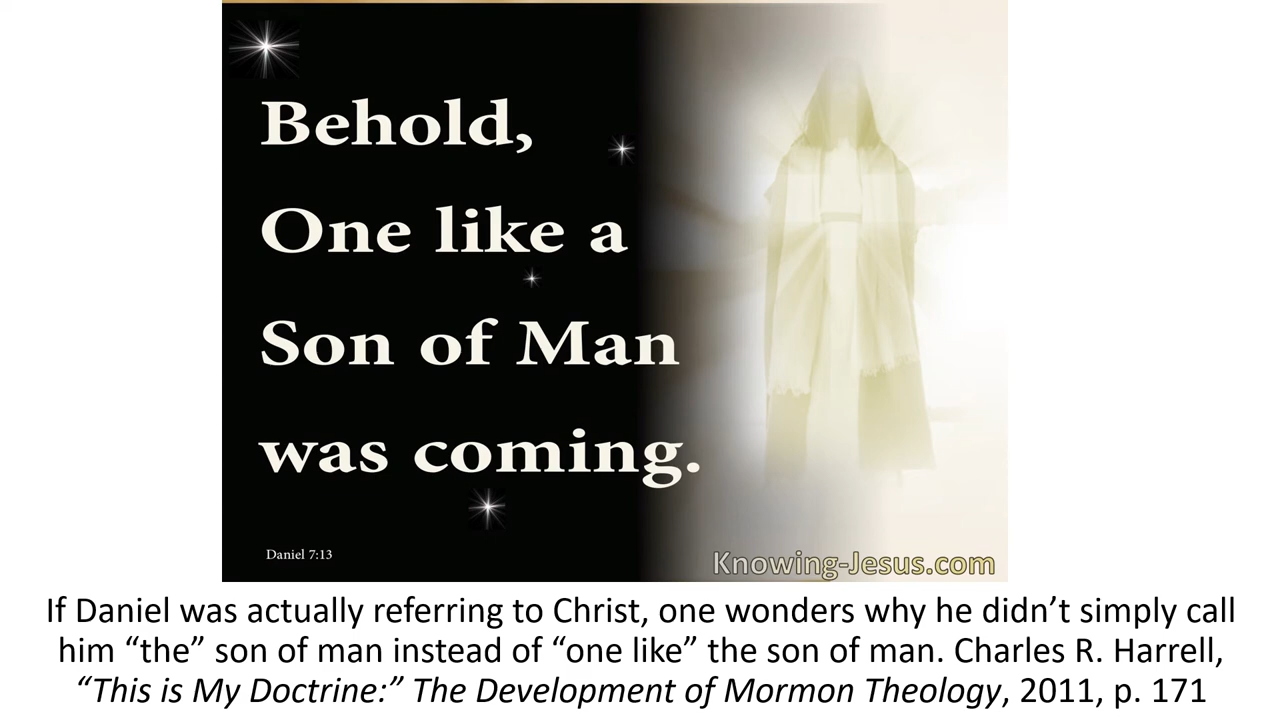 Behold,
One like a
Son of Man
was coming.
Daniel 7:13
Knowing-Jesus.com
If Daniel was actually referring to Christ, one wonders why he didn’t simply call
him “the” son of man instead of “one like” the son of man. Charles R. Harrell,
“This is My Doctrine:” The Development of Mormon Theology, 2011, p. 171